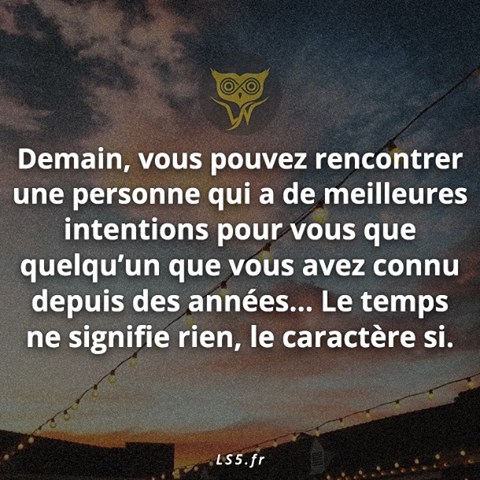 Demain, vous pouvez rencontrer
une personne qui a de meilleures
intentions pour vous que
quelqu’un que vous avez connu
depuis des années... Le temps
ne signifie rien, le caractère si.
LS5.fr